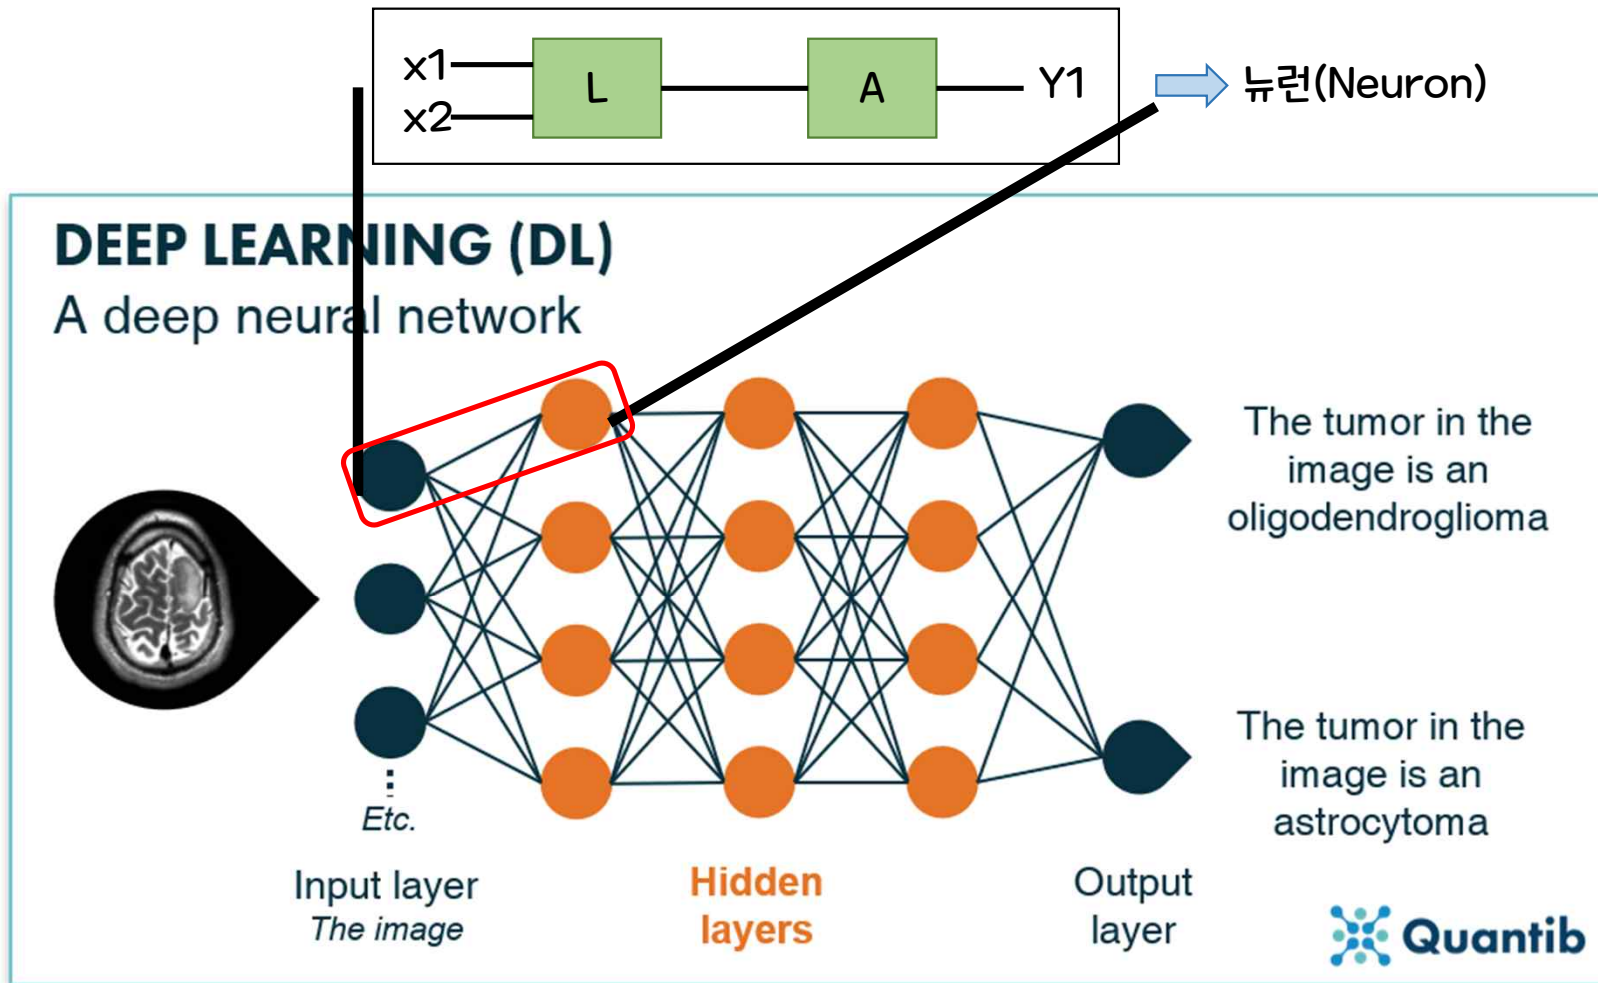 x1
x2
L
A
Y1
뉴런(Neuron)
DEEP LEARNING (DL)
A deep neural network
The tumor in the
image is an
oligodendroglioma
The tumor in the
image is an
astrocytoma
Etc.
Input layer
The image
Hidden
layers
Output
layer
Quantib